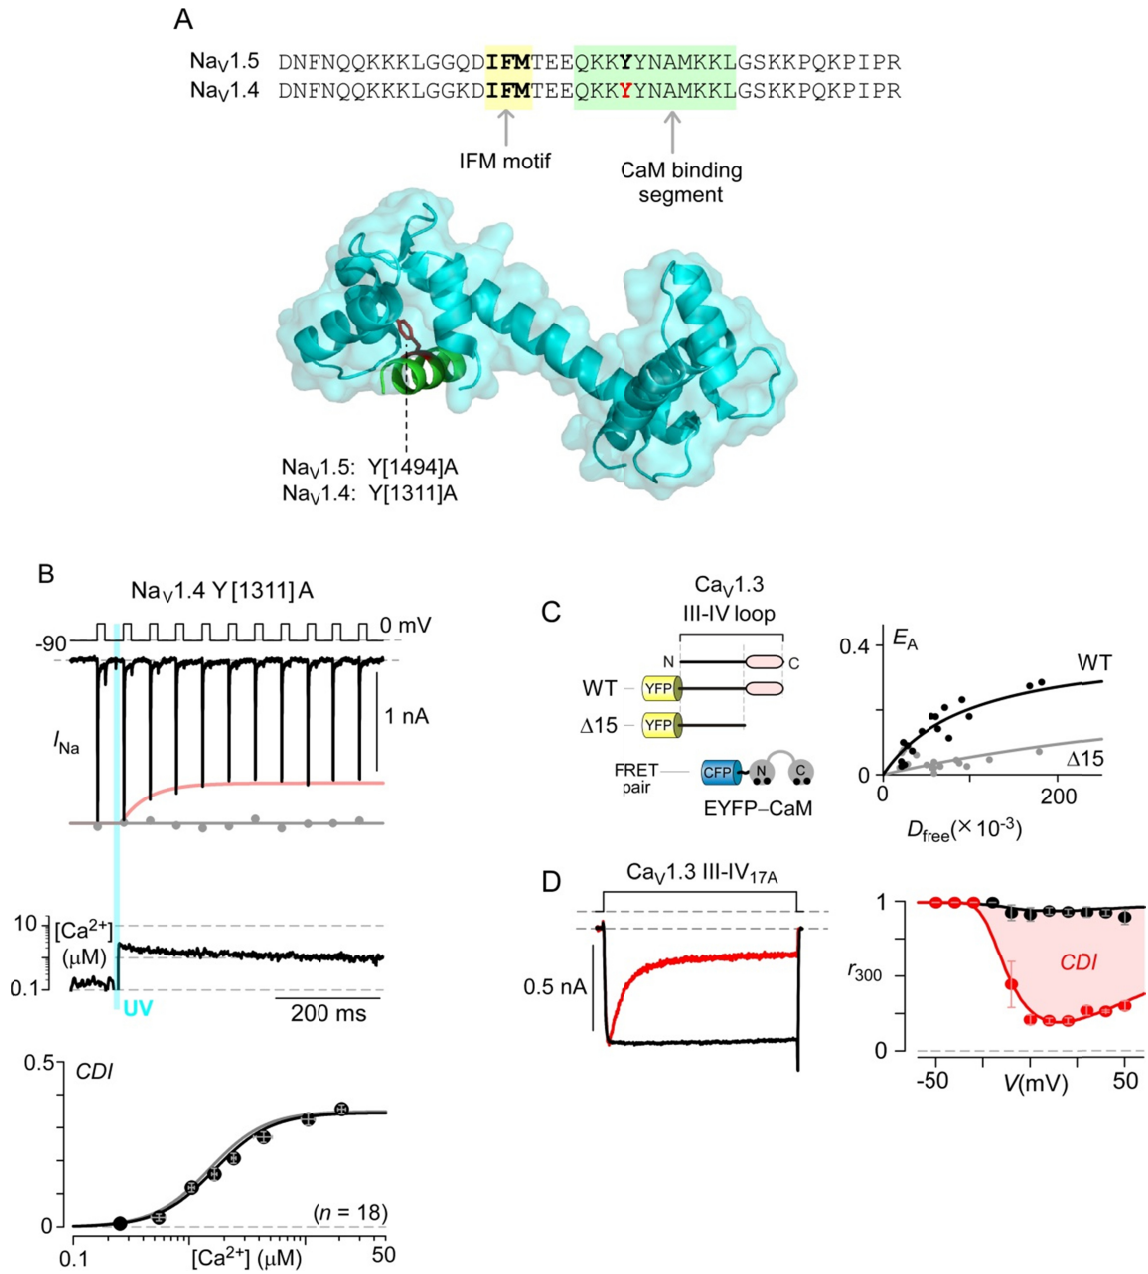 A
NaV1.5 DNFNQQKKKLGGQDIFMTEEQKKYYNAMKKLGSKKPQKPIPR
NaV1.4 DNFNQQKKKLGGKDIFMTEEQKKYYNAMKKLGSKKPQKPIPR
IFM motif
CaM binding
segment
NaV1.5: Y[1494]A
NaV1.4: Y[1311]A
B
NaV1.4 Y[1311]A
0 mV
-90
1 nA
INa
10
[Ca2+]
(μM)
1
0.1
UV
200 ms
0.5
CDI
0
(n = 18)
0.1
[Ca2+] (μM)
50
C
CaV1.3
III-IV loop
N
C
WT
YFP
Δ15
YFP
FRET
pair
CFP
N
C
EYFP–CaM
0.4
EA
WT
Δ15
0
0
200
Dfree(×10-3)
D
CaV1.3 III-IV17A
0.5 nA
1
r300
CDI
0
-50
V(mV)
50